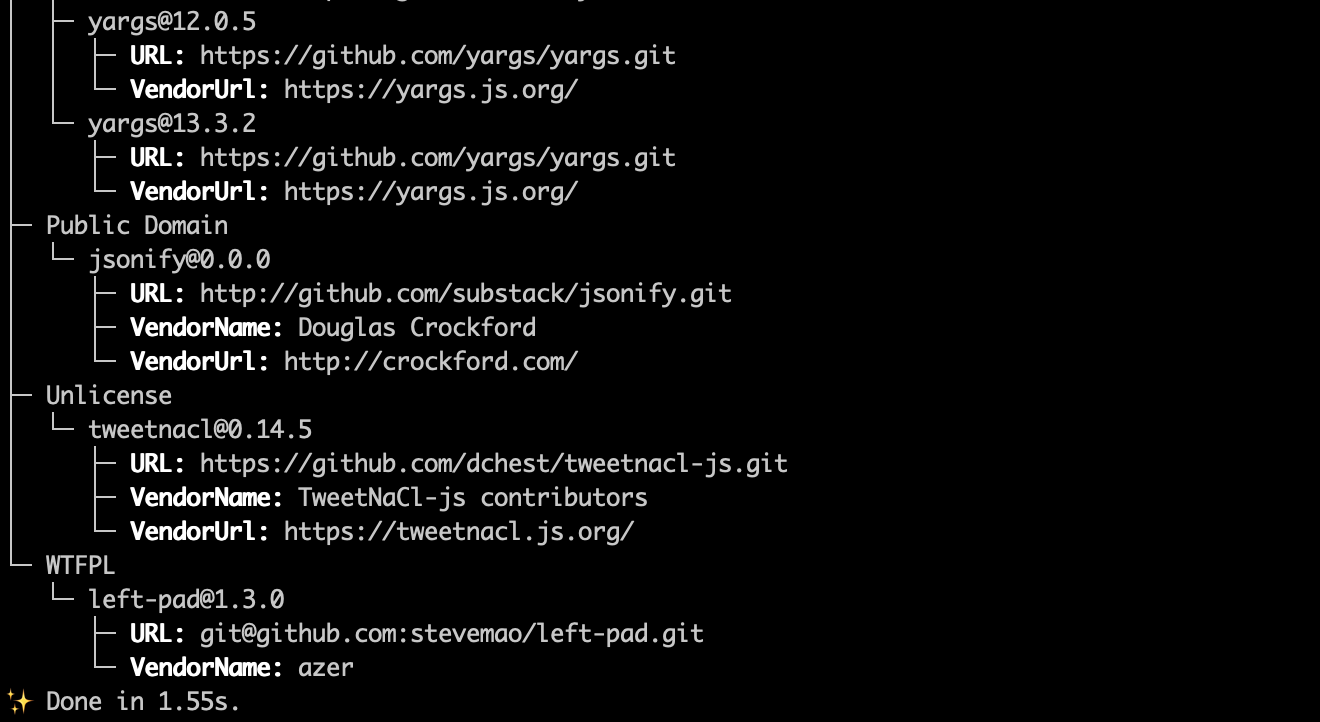 ├─ yargs@12.0.5
│  ├─ URL: https://github.com/yargs/yargs.git
│  └─ VendorUrl: https://yargs.js.org/
└─ yargs@13.3.2
   ├─ URL: https://github.com/yargs/yargs.git
   └─ VendorUrl: https://yargs.js.org/
├─ Public Domain
│  └─ jsonify@0.0.0
│     ├─ URL: http://github.com/substack/jsonify.git
│     ├─ VendorName: Douglas Crockford
│     └─ VendorUrl: http://crockford.com/
├─ Unlicense
│  └─ tweetnacl@0.14.5
│     ├─ URL: https://github.com/dchest/tweetnacl-js.git
│     ├─ VendorName: TweetNaCl-js contributors
│     └─ VendorUrl: https://tweetnacl.js.org/
└─ WTFPL
   └─ left-pad@1.3.0
      ├─ URL: git@github.com:stevemao/left-pad.git
      └─ VendorName: azer
✨ Done in 1.55s.